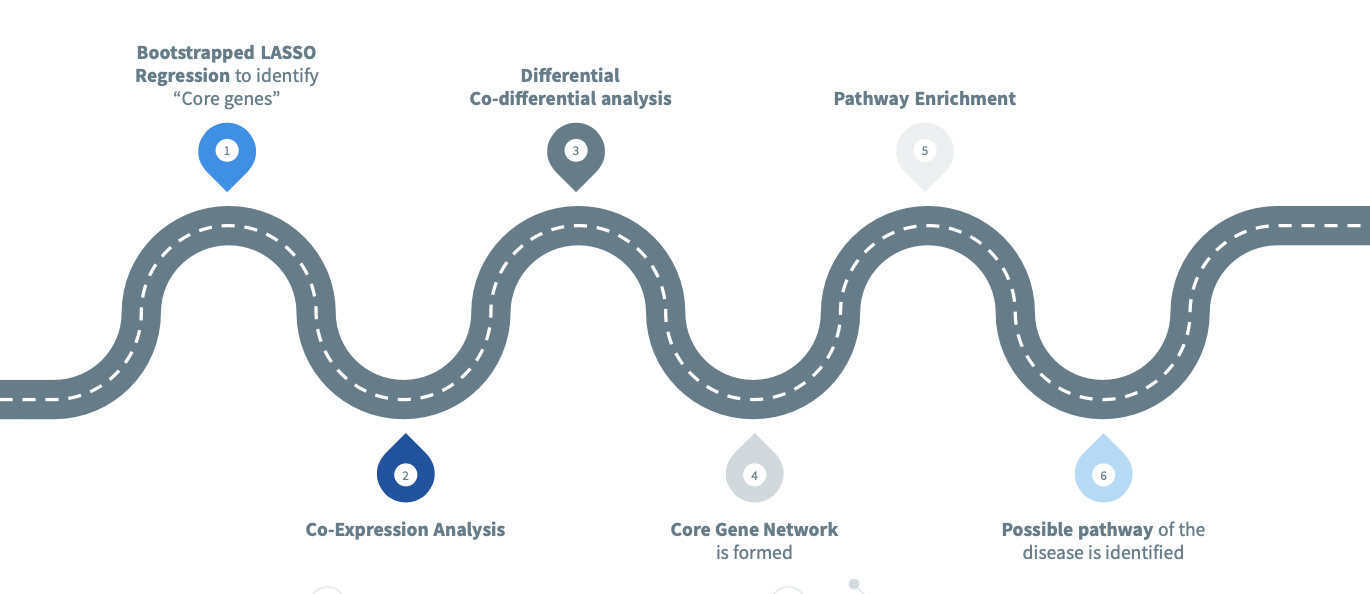 Bootstrapped LASSO
Regression to identify
“Core genes”
1
Co-Expression Analysis
2
Differential
Co-differential analysis
3
Core Gene Network
is formed
4
Pathway Enrichment
5
Possible pathway of the
disease is identified
6